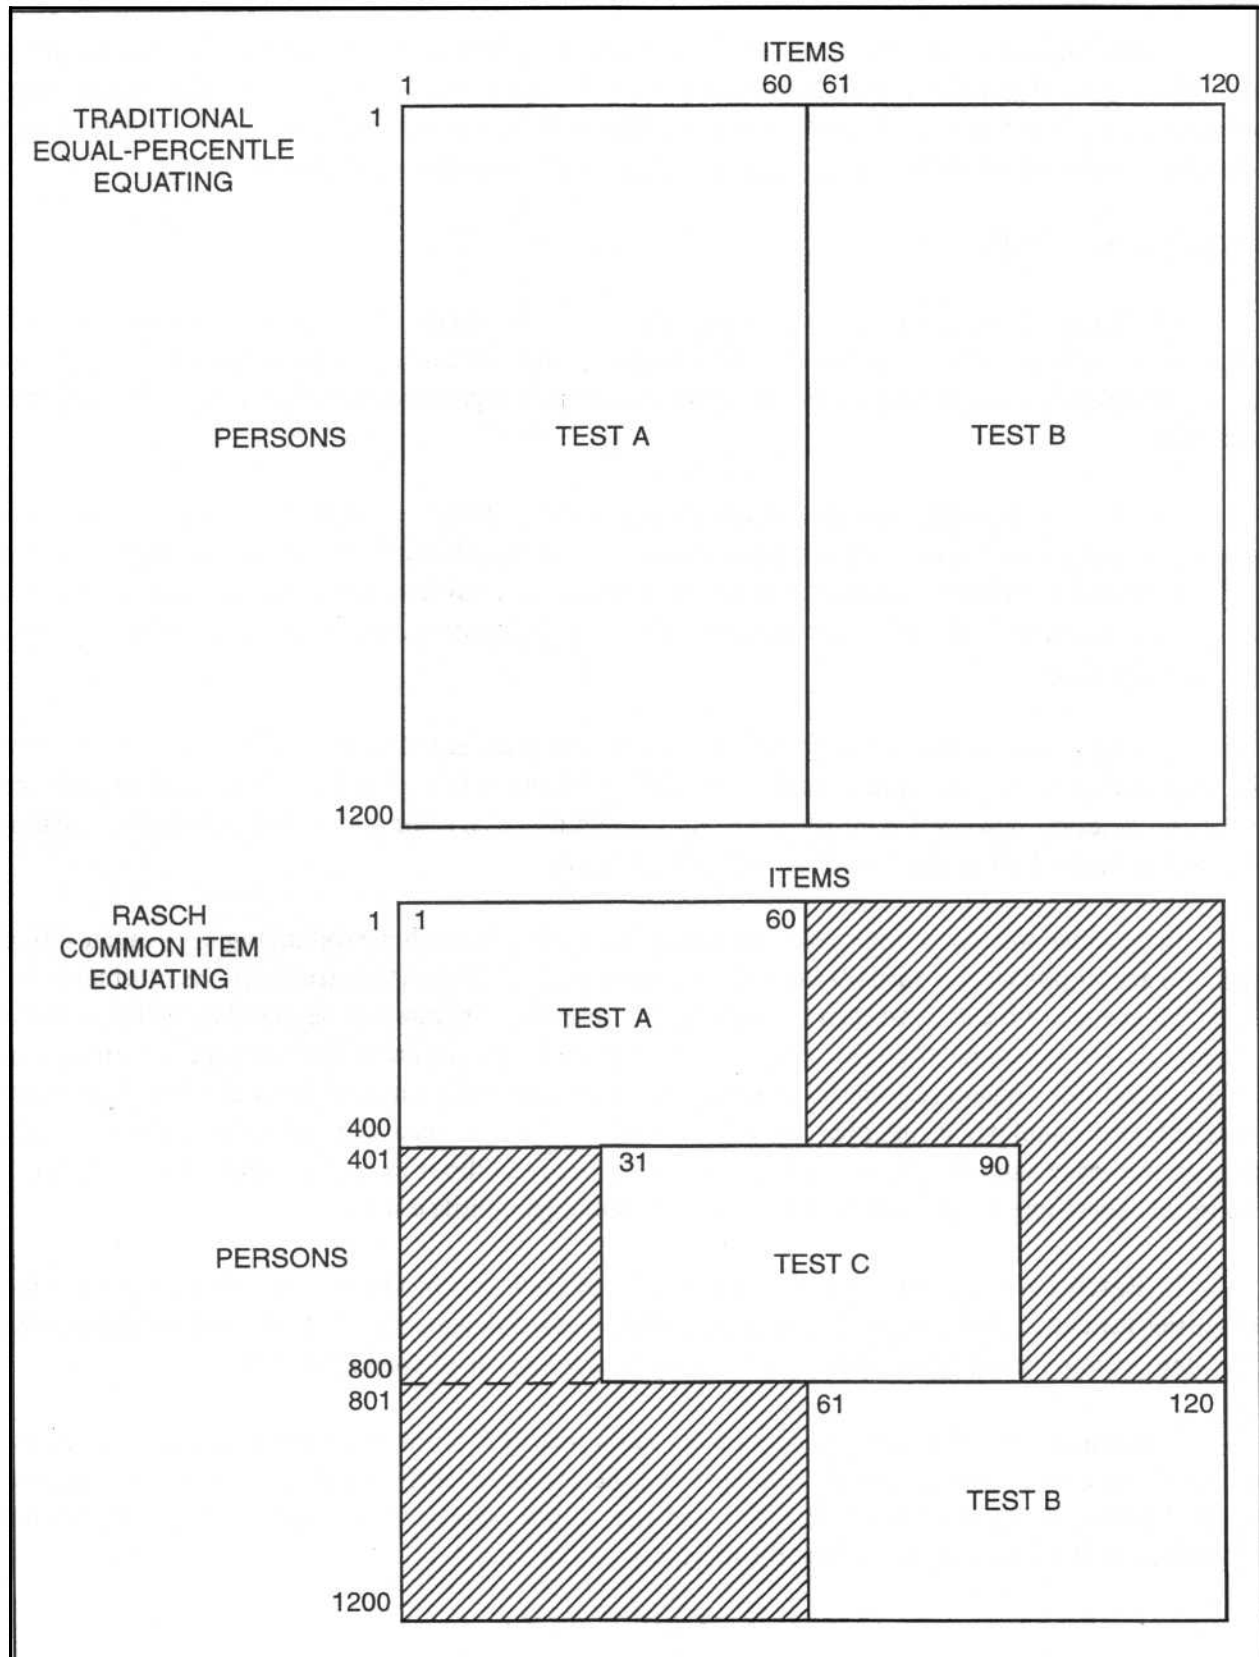 ITEMS
1 60 61 120
TRADITIONAL
EQUAL-PERCENTLE
EQUATING
1
PERSONS
TEST A
TEST B
1200
ITEMS
RASCH
COMMON ITEM
EQUATING
1
1 60
TEST A
400
401
31 90
PERSONS
TEST C
800
801
61 120
TEST B
1200